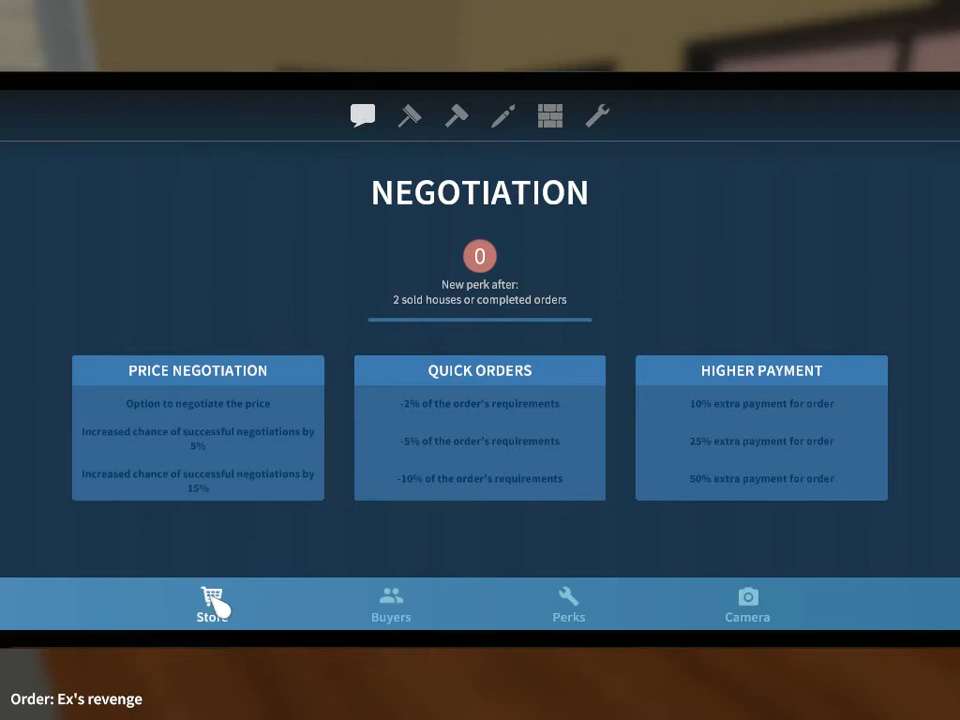 NEGOTIATION
0
New perk after:
2 sold houses or completed orders
PRICE NEGOTIATION
Option to negotiate the price
Increased chance of successful negotiations by
5%
Increased chance of successful negotiations by
15%
QUICK ORDERS
-2% of the order's requirements
-5% of the order's requirements
-10% of the order's requirements
HIGHER PAYMENT
10% extra payment for order
25% extra payment for order
50% extra payment for order
Store
Buyers
Perks
Camera
Order: Ex's revenge